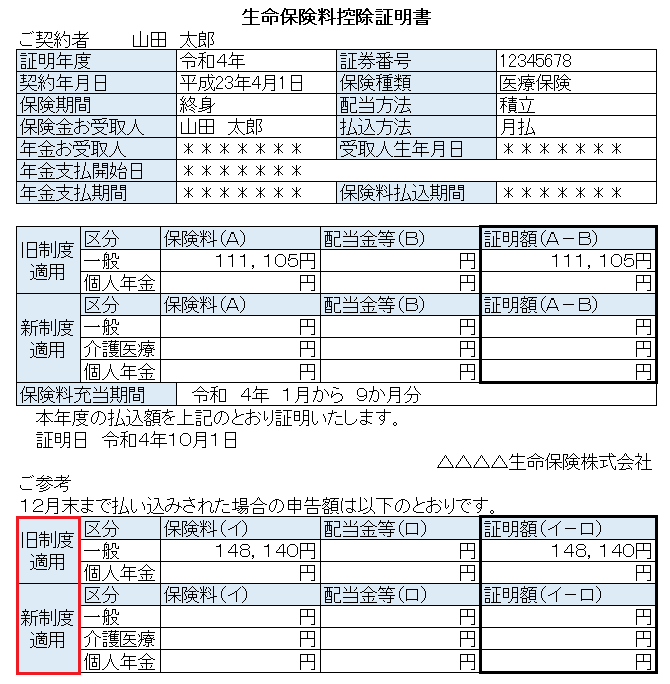 生命保険料控除証明書
ご契約者 山田 太郎
証明年度 令和4年 証券番号 12345678
契約年月日 平成23年4月1日 保険種類 医療保険
保険期間 終身 配当方法 積立
保険金お受取人 山田 太郎 払込方法 月払
年金お受取人 ******* 受取人生年月日 *******
年金支払開始日 *******
年金支払期間 ******* 保険料払込期間 *******
旧制度適用 区分 保険料(A) 配当金等(B) 証明額(A-B)
一般 111,105円 円 111,105円
個人年金 円 円 円
新制度適用 区分 保険料(A) 配当金等(B) 証明額(A-B)
一般 円 円 円
介護医療 円 円 円
個人年金 円 円 円
保険料充当期間 令和 4年 1月から 9か月分
本年度の払込額を上記のとおり証明いたします。
証明日 令和4年10月1日
△△△△生命保険株式会社
ご参考
12月末まで払い込みされた場合の申告額は以下のとおりです。
旧制度適用 区分 保険料(イ) 配当金等(ロ) 証明額(イーロ)
一般 148,140円 円 148,140円
個人年金 円 円 円
新制度適用 区分 保険料(イ) 配当金等(ロ) 証明額(イーロ)
一般 円 円 円
介護医療 円 円 円
個人年金 円 円 円